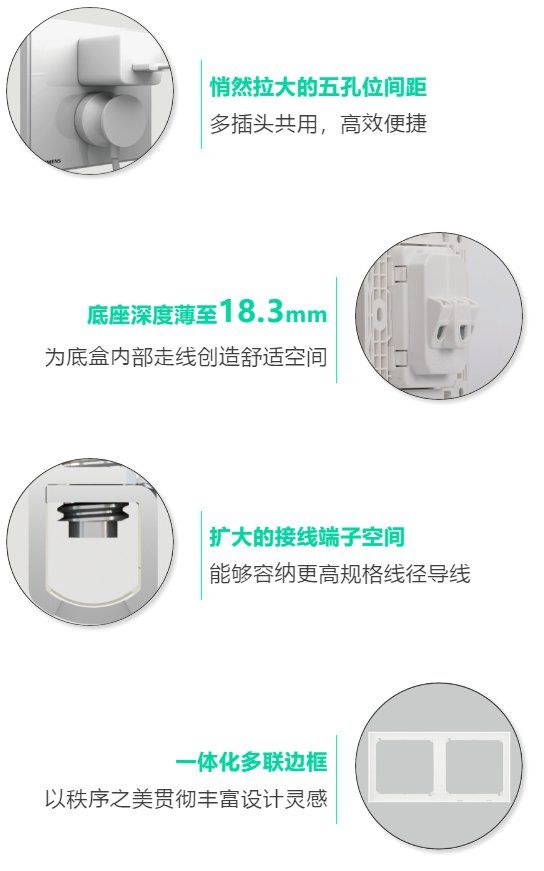 悄然拉大的五孔位间距
多插头共用，高效便捷
底座深度薄至18.3mm
为底盒内部走线创造舒适空间
扩大的接线端子空间
能够容纳更高规格线径导线
一体化多联边框
以秩序之美贯彻丰富设计灵感